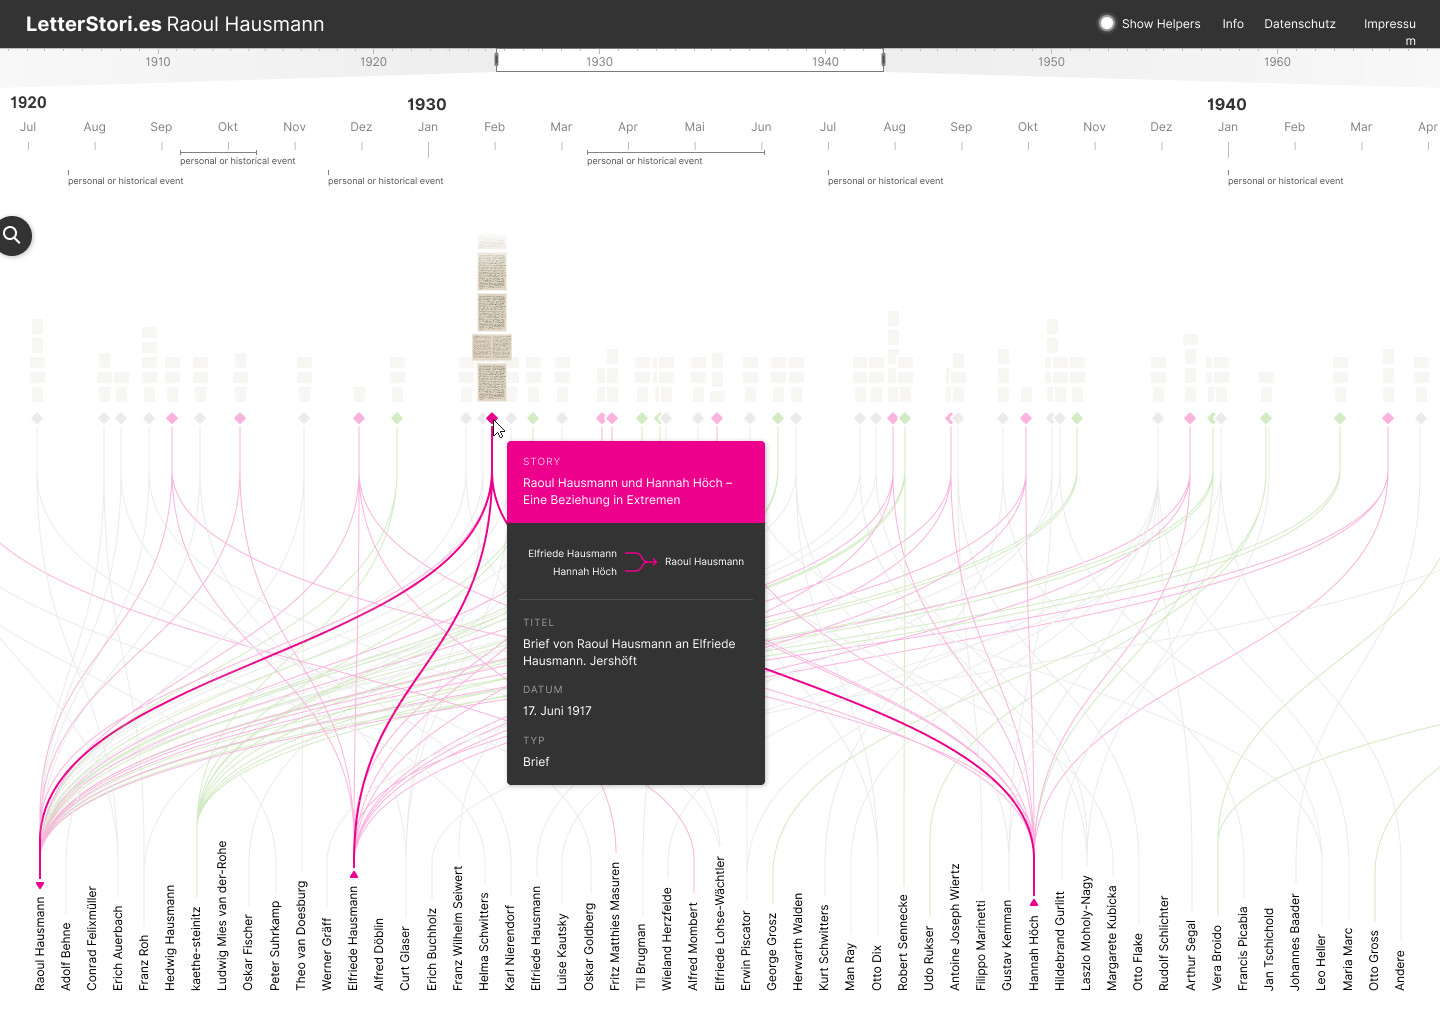 LetterStori.es Raoul Hausmann
Show Helpers
Info
Datenschutz
Impressu
m
1910
1920
1930
1940
1950
1960
1920
1930
1940
Jul
Aug
Sep
Okt
Nov
Dez
Jan
Feb
Mar
Apr
Mai
Jun
Jul
Aug
Sep
Okt
Nov
Dez
Jan
Feb
Mar
Apr
personal or historical event
personal or historical event
personal or historical event
personal or historical event
personal or historical event
personal or historical event
STORY
Raoul Hausmann und Hannah Höch –
Eine Beziehung in Extremen
Elfriede Hausmann
Hannah Höch
Raoul Hausmann
TITEL
Brief von Raoul Hausmann an Elfriede
Hausmann. Jershöft
DATUM
17. Juni 1917
TYP
Brief
Raoul Hausmann
Adolf Behne
Conrad Felixmüller
Erich Auerbach
Franz Roh
Hedwig Hausmann
kaethe-steinitz
Ludwig Mies van der-Rohe
Oskar Fischer
Peter Suhrkamp
Theo van Doesburg
Werner Gräff
Elfriede Hausmann
Alfred Döblin
Curt Glaser
Erich Buchholz
Franz Wilhelm Seiwert
Helma Schwitters
Karl Nierendorf
Elfriede Hausmann
Luise Kautsky
Oskar Goldberg
Fritz Matthies Masuren
Til Brugman
Wieland Herzfelde
Alfred Mombert
Elfriede Lohse-Wächtler
Erwin Piscator
George Grosz
Herwarth Walden
Kurt Schwitters
Man Ray
Otto Dix
Robert Sennecke
Udo Rukser
Antoine Joseph Wiertz
Filippo Marinetti
Gustav Kemman
Hannah Höch
Hildebrand Gurlitt
Laszlo Moholy-Nagy
Margarete Kubicka
Otto Flake
Rudolf Schlichter
Arthur Segal
Vera Broido
Francis Picabia
Jan Tschichold
Johannes Baader
Leo Heller
Maria Marc
Otto Gross
Andere